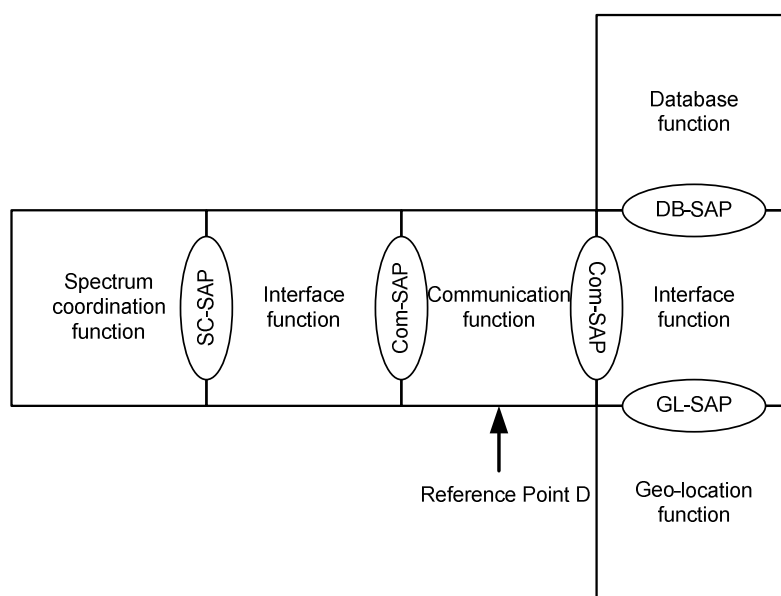 Database
function
DB-SAP
Spectrum
coordination
function
SC-SAP
Interface
function
Com-SAP
Communication
function
Com-SAP
Interface
function
GL-SAP
Reference Point D
Geo-location
function